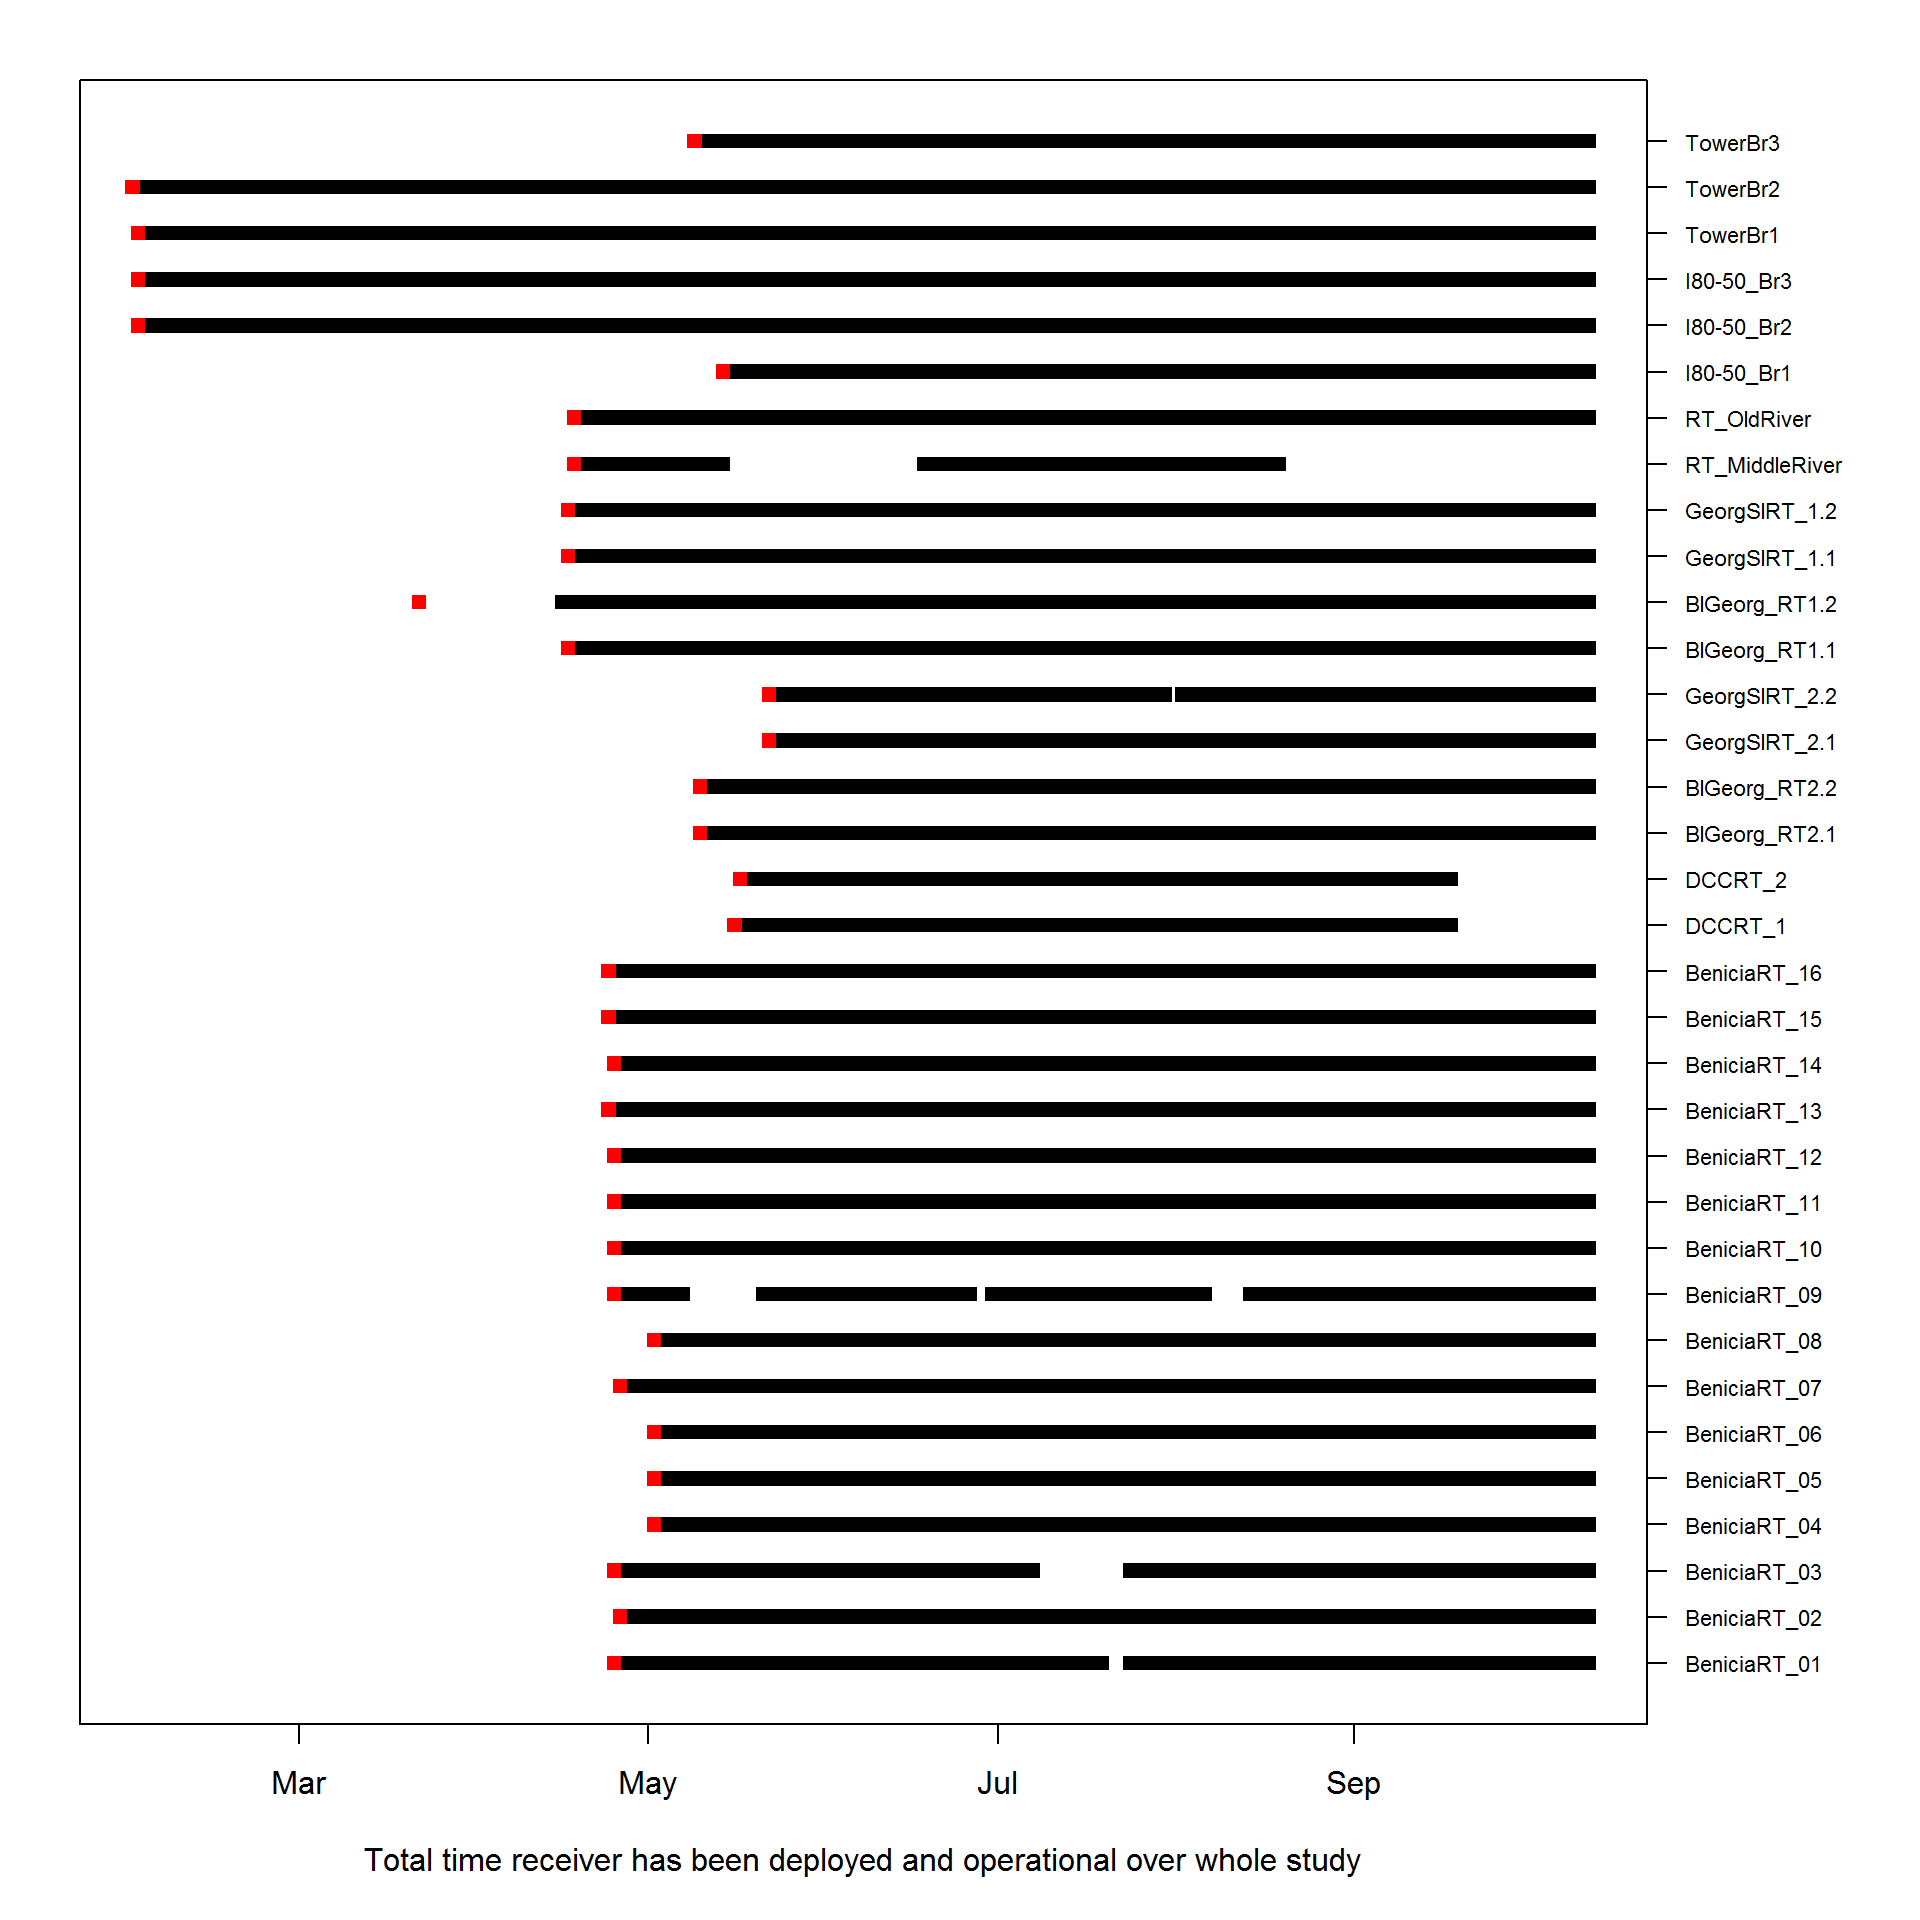 TowerBr3
TowerBr2
TowerBr1
I80-50_Br3
I80-50_Br2
I80-50_Br1
RT_OldRiver
RT_MiddleRiver
GeorgSlRT_1.2
GeorgSlRT_1.1
BlGeorg_RT1.2
BlGeorg_RT1.1
GeorgSlRT_2.2
GeorgSlRT_2.1
BlGeorg_RT2.2
BlGeorg_RT2.1
DCCRT_2
DCCRT_1
BeniciaRT_16
BeniciaRT_15
BeniciaRT_14
BeniciaRT_13
BeniciaRT_12
BeniciaRT_11
BeniciaRT_10
BeniciaRT_09
BeniciaRT_08
BeniciaRT_07
BeniciaRT_06
BeniciaRT_05
BeniciaRT_04
BeniciaRT_03
BeniciaRT_02
BeniciaRT_01
Mar May Jul Sep
Total time receiver has been deployed and operational over whole study